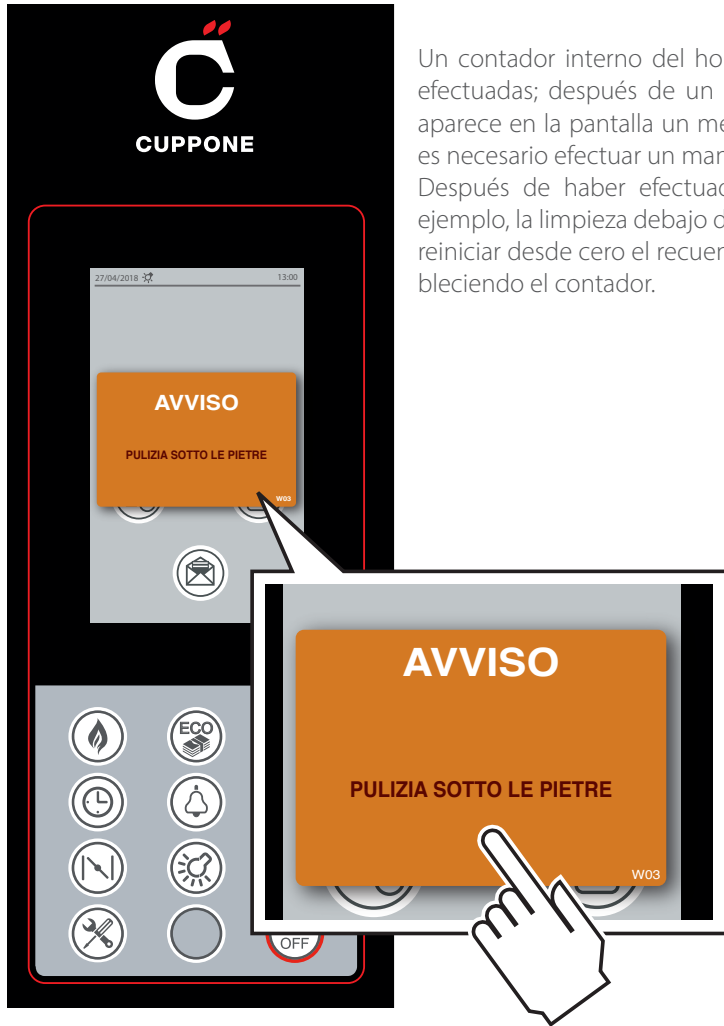 CUPPONE
Un contador interno del ho
efectuadas; después de un
aparece en la pantalla un me
es necesario efectuar un mar
Después de haber efectuad
ejemplo, la limpieza debajo d
reiniciar desde cero el recuer
bleciendo el contador.
27/04/2018 13:00
AVVISO
PULIZIA SOTTO LE PIETRE
W03
AVVISO
PULIZIA SOTTO LE PIETRE
W03
ECO
OFF